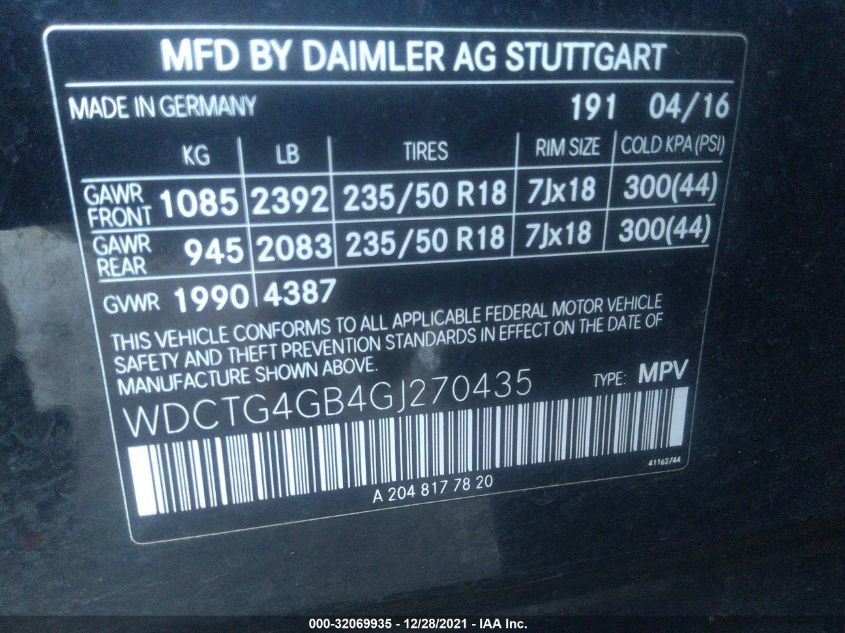 MFD BY DAIMLER AG STUTTGART
MADE IN GERMANY 191 04/16
KG LB TIRES RIM SIZE COLD KPA (PSI)
GAWR FRONT 1085 2392 235/50 R18 7Jx18 300(44)
GAWR REAR 945 2083 235/50 R18 7Jx18 300(44)
GVWR 1990 4387
THIS VEHICLE CONFORMS TO ALL APPLICABLE FEDERAL MOTOR VEHICLE
SAFETY AND THEFT PREVENTION STANDARDS IN EFFECT ON THE DATE OF
MANUFACTURE SHOWN ABOVE.
WDCTG4GB4GJ270435 TYPE: MPV
41162744
A 204 817 78 20
000-32069935 - 12/28/2021 - IAA Inc.